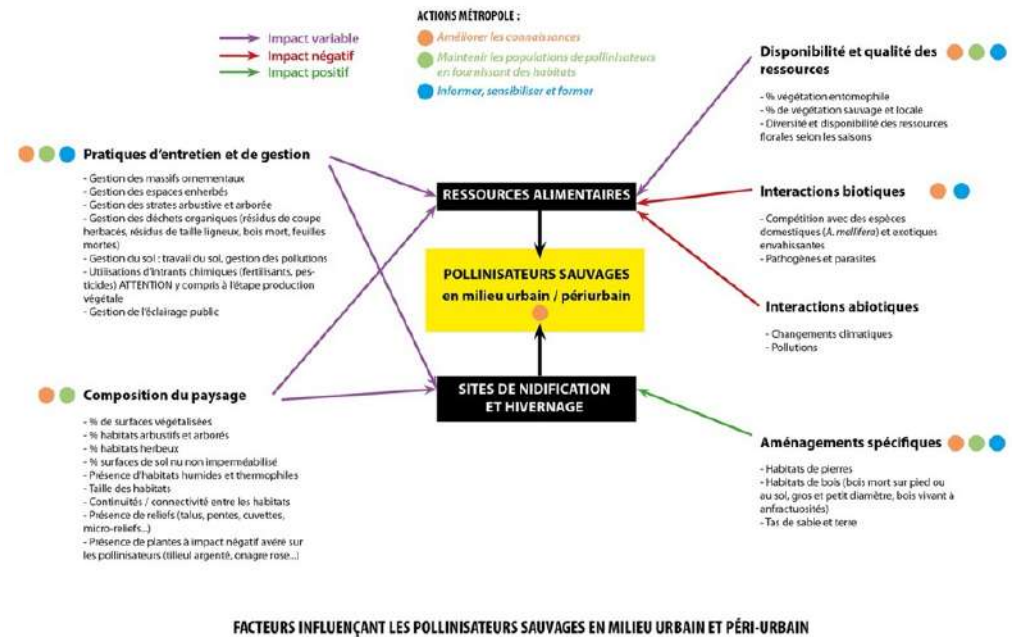 ACTIONS MÉTROPOLE :
Améliorer les connaissances
Maintenir les populations de pollinisateurs
en fournissant des habitats
Informer, sensibiliser et former
Impact variable
Impact négatif
Impact positif
Disponibilité et qualité des
ressources
- % végétation entomophile
- % de végétation sauvage et locale
- Diversité et disponibilité des ressources
florales selon les saisons
Pratiques d'entretien et de gestion
- Gestion des massifs ornementaux
- Gestion des espaces enherbés
- Gestion des strates arbustive et arborée
- Gestion des déchets organiques (résidus de coupe
herbacés, résidus de taille ligneux, bois mort, feuilles
mortes)
- Gestion du sol : travail du sol, gestion des pollutions
- Utilisations d'intrants chimiques (fertilisants, pes-
ticides) ATTENTION y compris à l'étape production
végétale
- Gestion de l'éclairage public
RESSOURCES ALIMENTAIRES
Interactions biotiques
- Compétition avec des espèces
domestiques (A. mellifera) et exotiques
envahissantes
- Pathogènes et parasites
POLLINISATEURS SAUVAGES
en milieu urbain / périurbain
Interactions abiotiques
- Changements climatiques
- Pollutions
SITES DE NIDIFICATION
ET HIVERNAGE
Composition du paysage
- % de surfaces végétalisées
- % habitats arbustifs et arborés
- % habitats herbeux
- % surfaces de sol nu non imperméabilisé
- Présence d'habitats humides et thermophiles
- Taille des habitats
- Continuités / connectivité entre les habitats
- Présence de reliefs (talus, pentes, cuvettes,
micro-reliefs...)
- Présence de plantes à impact négatif avéré sur
les pollinisateurs (tilleul argenté, onagre rose...)
Aménagements spécifiques
- Habitats de pierres
- Habitats de bois (bois mort sur pied ou
au sol, gros et petit diamètre, bois vivant à
anfractuosités)
- Tas de sable et terre
FACTEURS INFLUENÇANT LES POLLINISATEURS SAUVAGES EN MILIEU URBAIN ET PÉRI-URBAIN